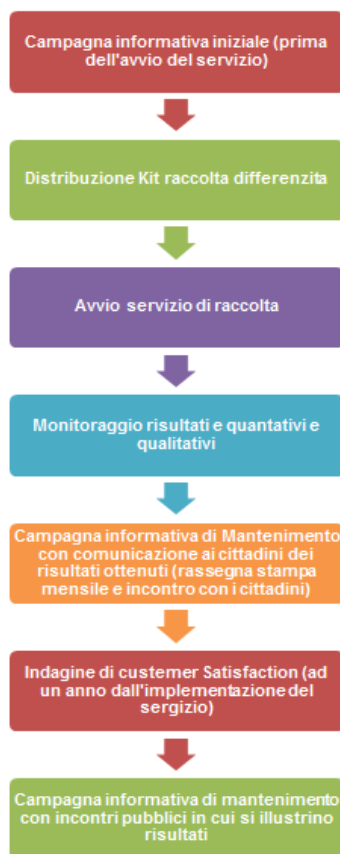 Campagna informativa iniziale (prima
dell'avvio del servizio)
Distribuzione Kit raccolta differenzita
Avvio servizio di raccolta
Monitoraggio risultati e quantativi e
qualitativi
Campagna informativa di Mantenimento
con comunicazione ai cittadini dei
risultati ottenuti (rassegna stampa
mensile e incontro con i cittadini)
Indagine di custemer Satisfaction (ad
un anno dall'implementazione del
sergizio)
Campagna informativa di mantenimento
con incontri pubblici in cui si illustrino
risultati